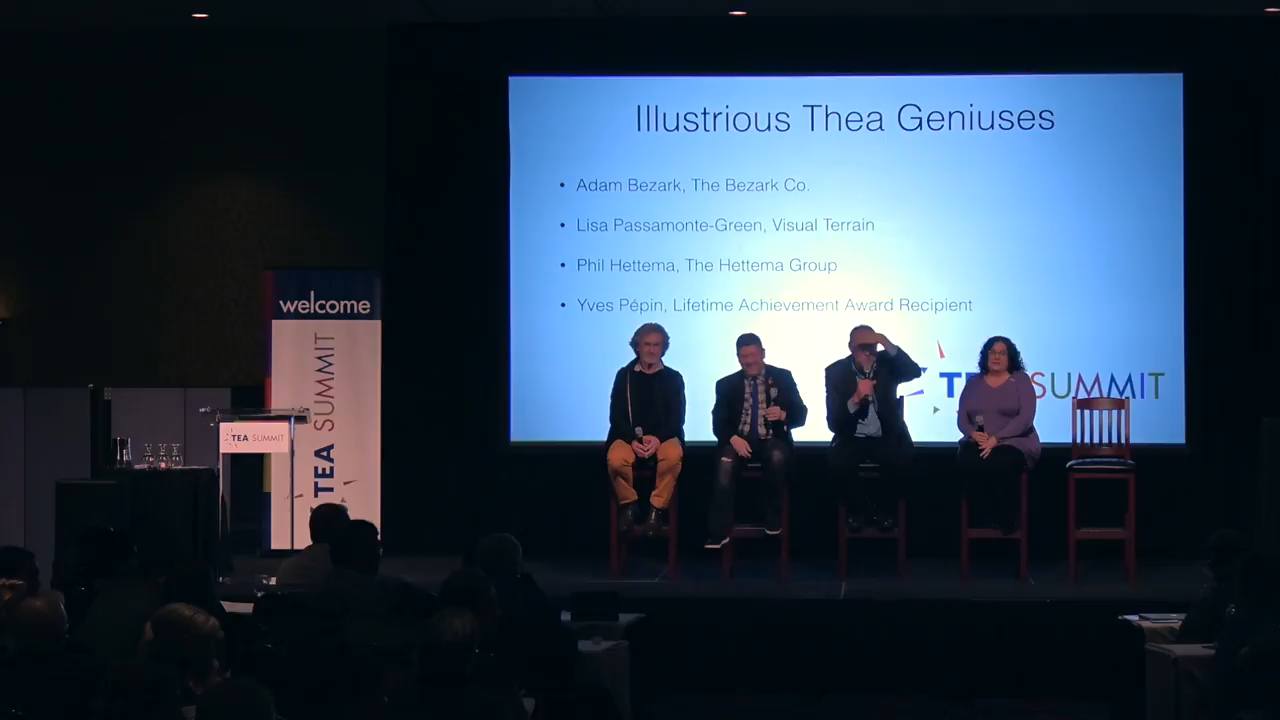 Illustrious Thea Geniuses
• Adam Bezark, The Bezark Co.
• Lisa Passamonte-Green, Visual Terrain
• Phil Hettema, The Hettema Group
• Yves Pépin, Lifetime Achievement Award Recipient
SUMMIT
welcome
TEA SUMMIT
TEA SUMMIT